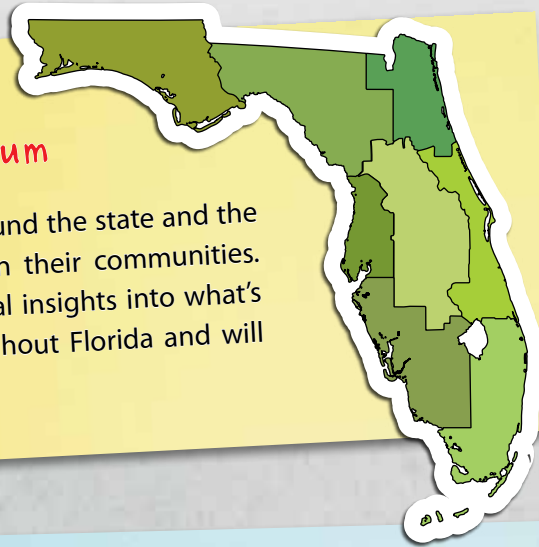 um
und the state and the
n their communities.
al insights into what's
hout Florida and will